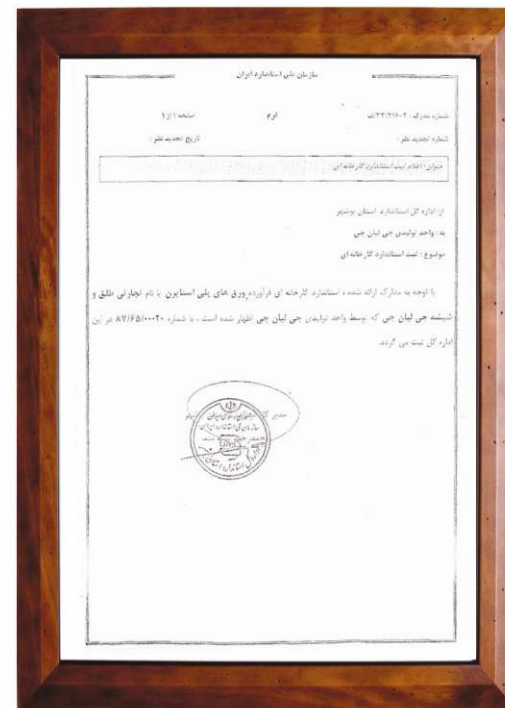 سازمان ملی استاندارد ایران
شماره مدرک : ۲۱۶۰۲/۲۲/ف
فرم
صفحه ۱ از ۱
شماره تجدید نظر :
تاریخ تجدید نظر :
عنوان : اعلام ثبت استاندارد کارخانه ای
از: اداره کل استاندارد استان بوشهر
به : واحد تولیدی جی لیان جی
موضوع : ثبت استاندارد کارخانه ای
با توجه به مدارک ارائه شده ، استاندارد کارخانه ای فرآورده ورق های پلی استایرن با نام تجارتی طلق و
شیشه جی لیان جی که توسط واحد تولیدی جی لیان جی اظهار شده است ، با شماره ۸۷/۶۵/۰۰۰۲۰ در این
اداره کل ثبت می گردد.
مدیر کل